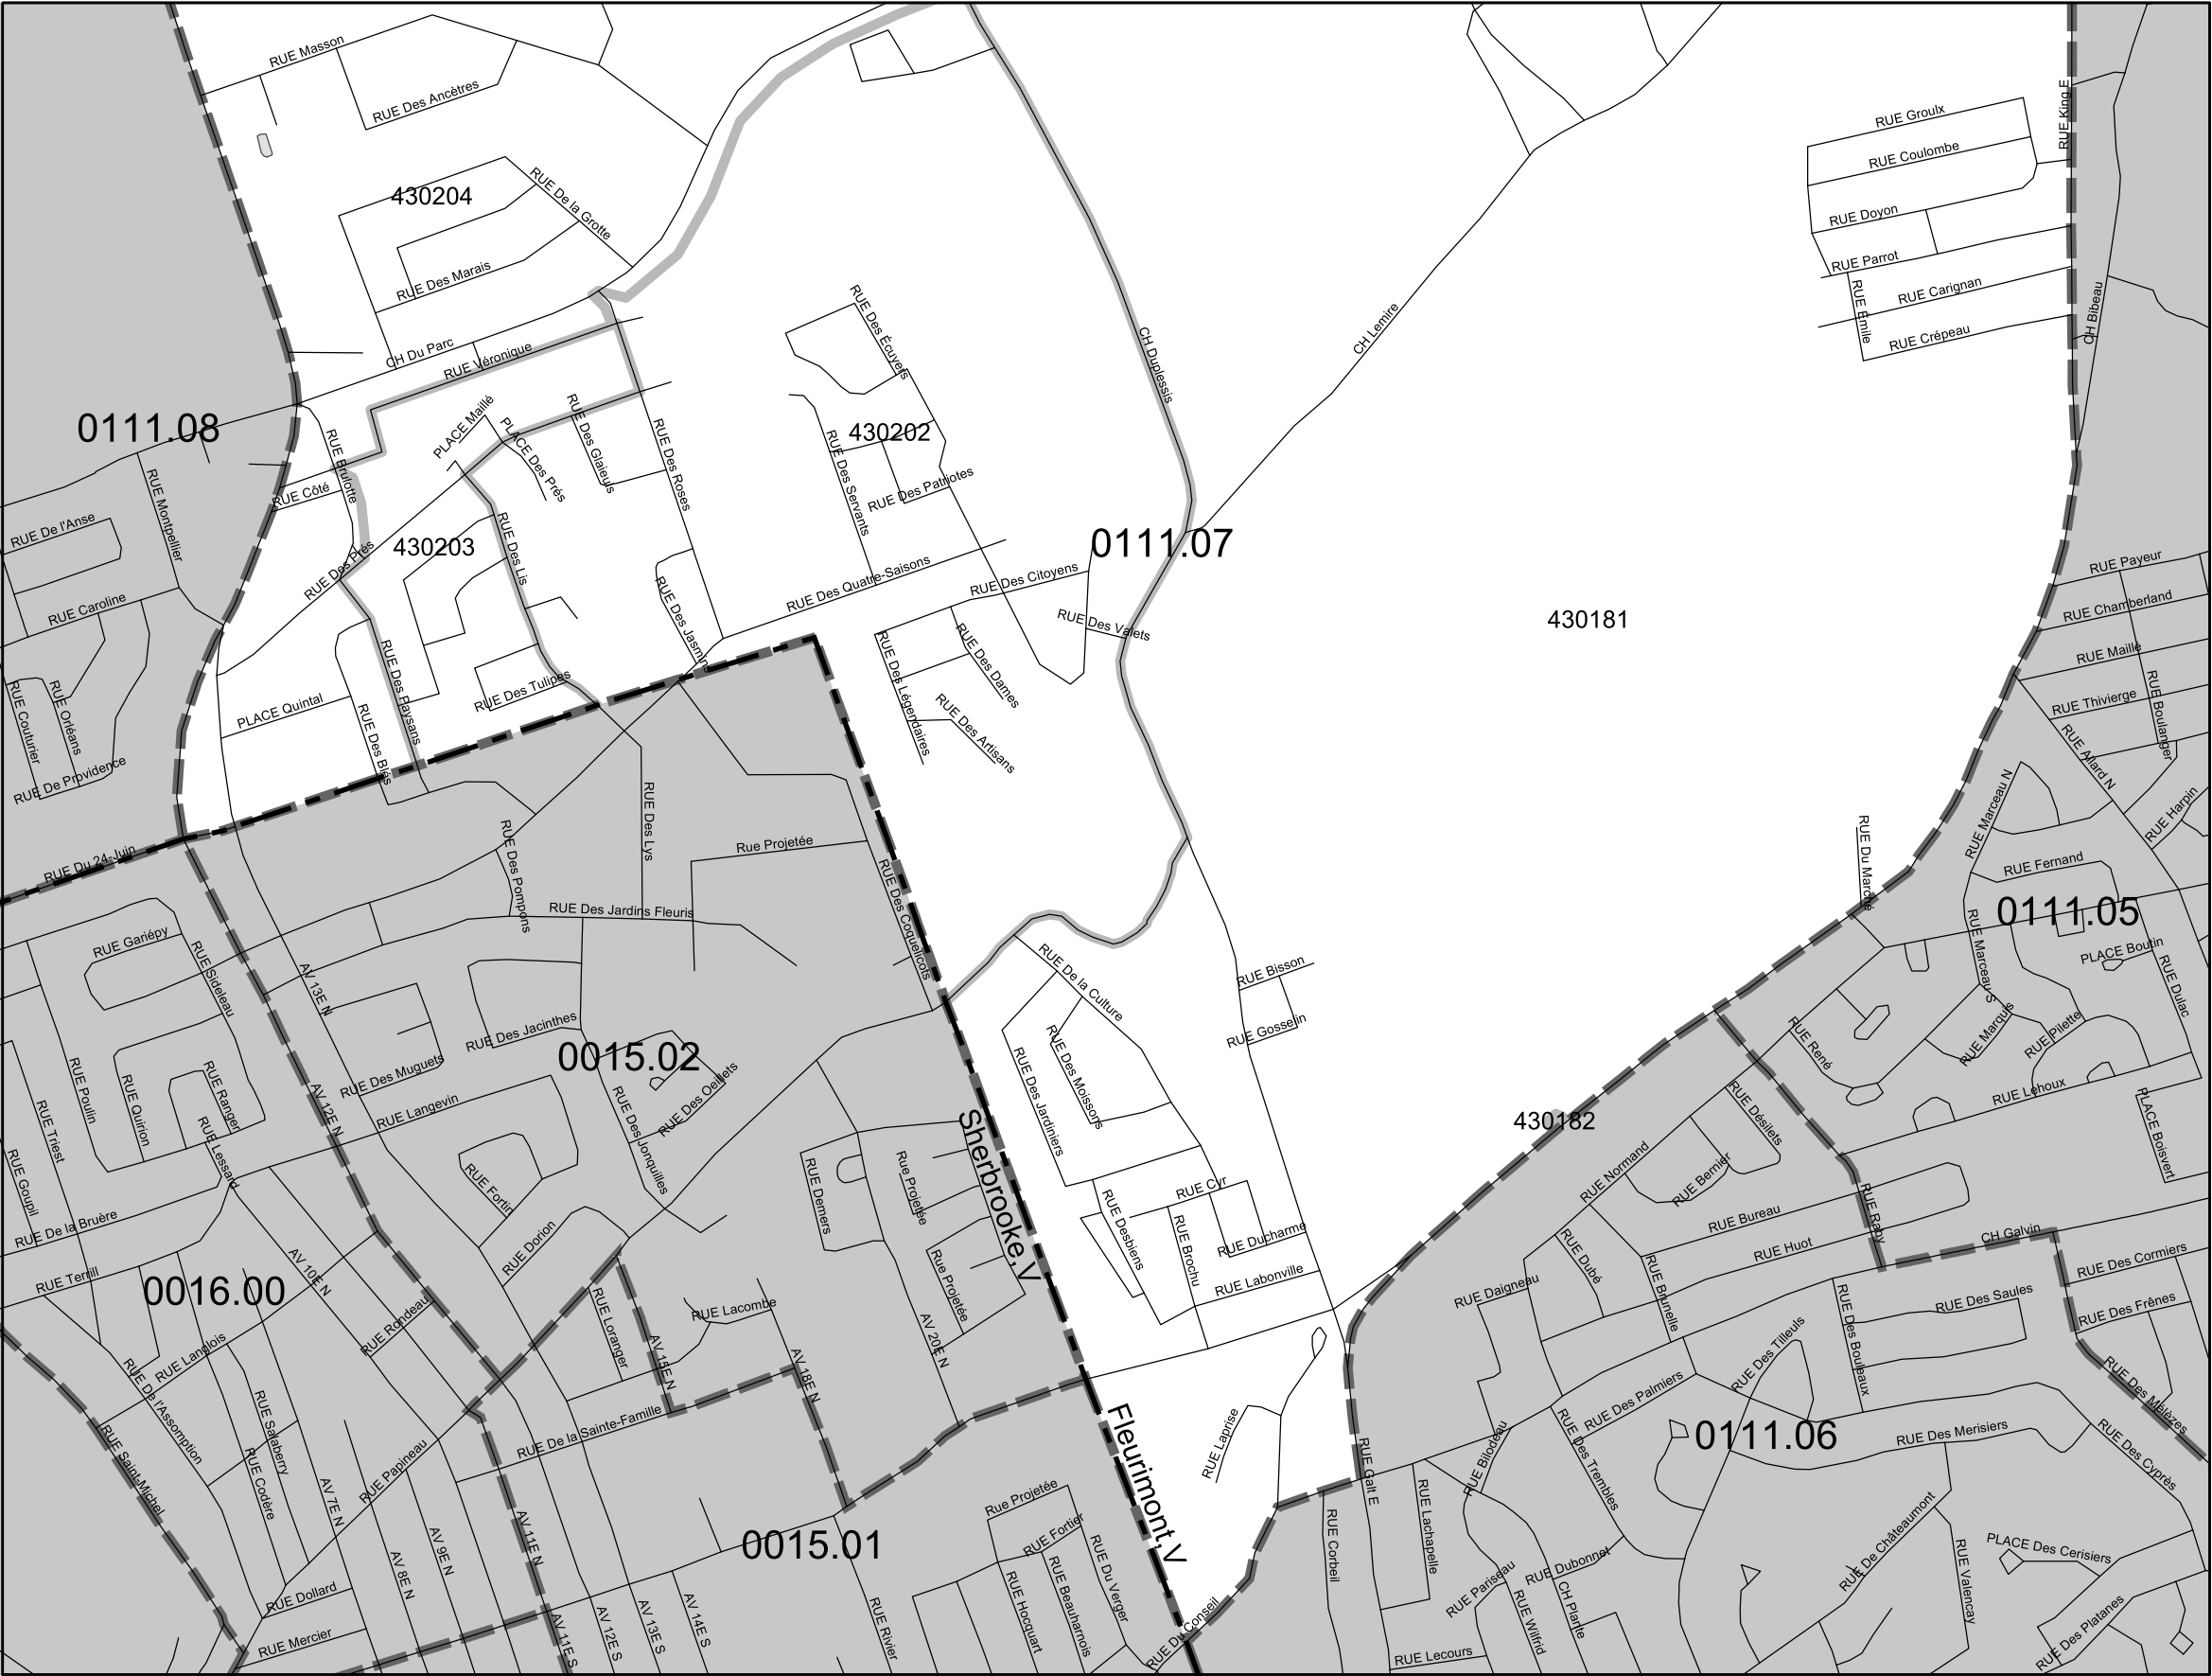 RUE Masson
RUE Des Ancètres
430204
RUE De la Grotte
RUE Des Marais
CH Du Parc
RUE Véronique
RUE Groulx
RUE King E
RUE Coulombe
RUE Doyon
RUE Parrot
RUE Emile
RUE Carignan
RUE Crépeau
CH Bibeau
RUE Des Écuyers
CH Duplessis
CH Lemire
0111.08
PLACE Maillé
PLACE Des Prés
RUE Des Glaieuls
RUE Des Roses
430202
RUE Des Servants
RUE Des Patriotes
RUE Brulotte
RUE Côté
RUE Montpellier
RUE De l'Anse
RUE Caroline
430203
RUE Des Prés
RUE Des Lis
RUE Des Jasmins
RUE Des Quatre-Saisons
RUE Des Citoyens
0111.07
RUE Des Valets
430181
RUE Payeur
RUE Chamberland
RUE Maille
RUE Thivierge
RUE Boulanger
RUE Allard N
RUE Harpin
RUE Couturier
RUE Orléans
RUE De Providence
PLACE Quintal
RUE Des Blés
RUE Des Paysans
RUE Des Tulipes
RUE Des Légendaires
RUE Des Dames
RUE Des Artisans
RUE Du 24-Juin
RUE Des Pompons
RUE Des Lys
Rue Projetée
RUE Des Coquelicots
RUE Des Jardins Fleuris
RUE Du Marché
RUE Marceau N
RUE Fernand
0111.05
RUE Marceau S
PLACE Boutin
RUE Dulac
RUE Gariépy
RUE Sideleau
AV 13E N
RUE Des Jacinthes
0015.02
RUE Des Muguets
RUE Des Oeillets
RUE Des Jonquilles
RUE De la Culture
RUE Bisson
RUE Gosselin
RUE Des Moissons
RUE Des Jardiniers
430182
RUE René
RUE Marquis
RUE Pilette
RUE Lehoux
PLACE Boisvert
RUE Désilets
RUE Bernier
RUE Normand
RUE Poulin
RUE Quirion
RUE Ranger
RUE Triest
RUE Goupil
RUE Lessard
AV 12E N
RUE Langevin
RUE Fortin
RUE Dorion
RUE Demers
Rue Projetée
Rue Projetée
Sherbrooke,V
RUE Cyr
RUE Desbiens
RUE Brochu
RUE Ducharme
RUE Labonville
RUE Bureau
RUE Huot
RUE Raby
CH Galvin
RUE Des Cormiers
RUE Des Frênes
RUE Des Mélèzes
RUE Dubé
RUE Brunelle
RUE Daigneau
RUE Des Saules
RUE Des Bouleaux
RUE Des Tilleuls
RUE Des Palmiers
RUE De la Bruère
RUE Terrill
0016.00
AV 10E N
RUE Rondeau
RUE Langlois
RUE De l'Assomption
RUE Salaberry
RUE Codère
RUE Saint-Michel
RUE Papineau
AV 7E N
AV 8E N
AV 9E N
RUE Loranger
AV 15E N
RUE Lacombe
AV 18E N
AV 20E N
RUE De la Sainte-Famille
0015.01
AV 11E N
RUE Dollard
RUE Mercier
AV 11E S
AV 12E S
AV 13E S
AV 14E S
RUE Rivier
Rue Projetée
RUE Fortier
RUE Hocquart
RUE Beauharnois
RUE Du Verger
Fleurimont,V
RUE Du Conseil
RUE Laprise
RUE Galt E
RUE Corbeil
RUE Lachapelle
RUE Bilodeau
RUE Des Trembles
RUE Pariseau
RUE Dubonnet
RUE Wilfrid
CH Plante
RUE Lecours
0111.06
RUE Des Merisiers
RUE Des Cyprès
RUE De Châteaumont
RUE Valencay
PLACE Des Cerisiers
RUE Des Platanes